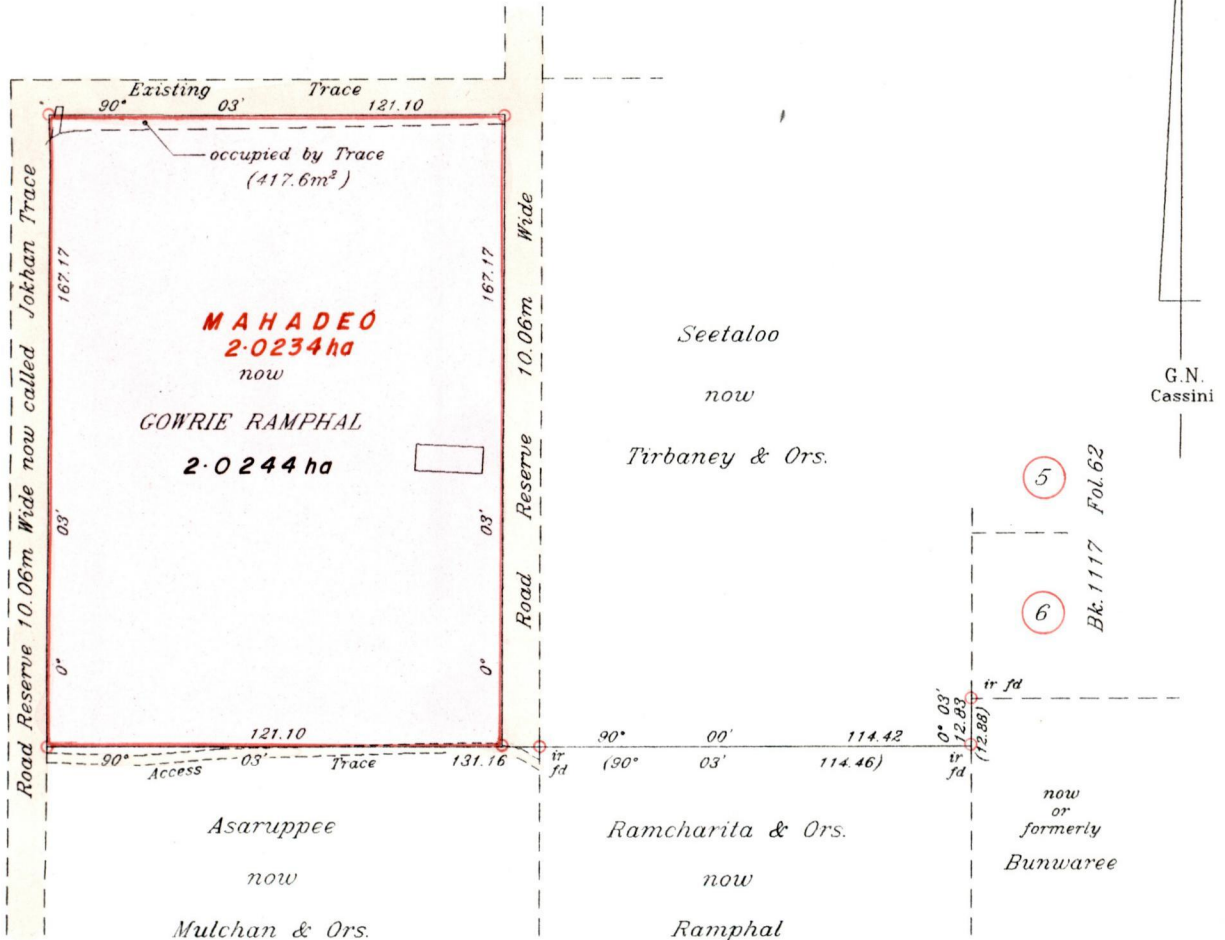 Existing Trace
90° 03' 121.10
occupied by Trace
(417.6m²)
Road Reserve 10.06m Wide now called Jokhan Trace
167.17
03'
0°
MAHADEO
2·0234ha
now
GOWRIE RAMPHAL
2·0244ha
167.17
03'
0°
Road Reserve 10.06m Wide
Seetaloo
now
Tirbaney & Ors.
G.N.
Cassini
5
6
Bk.1117 Fol.62
ir fd
0° 03'
12.83
(12.88)
121.10
90° 03' 131.16
Access Trace
ir
fd
90° 00' 114.42
(90° 03' 114.46)
ir
fd
Asaruppee
now
Mulchan & Ors.
Ramcharita & Ors.
now
Ramphal
now
or
formerly
Bunwaree